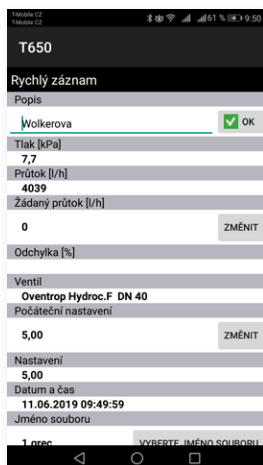 T-Mobile CZ
T-Mobile CZ
61 % 9:50
T650
Rychlý záznam
Popis
Wolkerova OK
Tlak [kPa]
7,7
Průtok [l/h]
4039
Žádaný průtok [l/h]
0 ZMĚNIT
Odchylka [%]
Ventil
Oventrop Hydroc.F DN 40
Počáteční nastavení
5,00 ZMĚNIT
Nastavení
5,00
Datum a čas
11.06.2019 09:49:59
Jméno souboru
1.grec VYBERTE JMÉNO SOUBORU